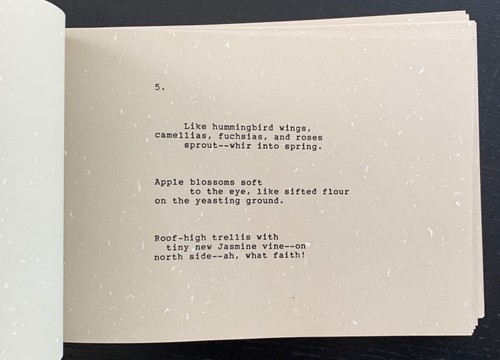 5.
Like hummingbird wings,
camellias, fuchsias, and roses
sprout--whir into spring.
Apple blossoms soft
to the eye, like sifted flour
on the yeasting ground.
Roof-high trellis with
tiny new Jasmine vine--on
north side--ah, what faith!